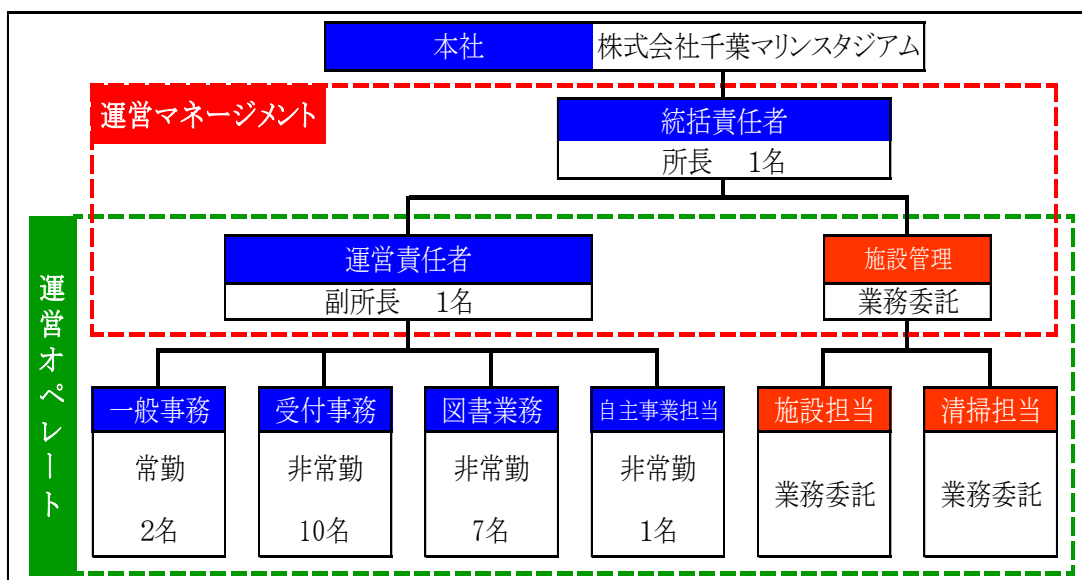 本社 株式会社千葉マリンスタジアム
運営マネージメント
統括責任者
所長 1名
運営オペレート
運営責任者
副所長 1名
施設管理
業務委託
一般事務
常勤
2名
受付事務
非常勤
10名
図書業務
非常勤
7名
自主事業担当
非常勤
1名
施設担当
業務委託
清掃担当
業務委託